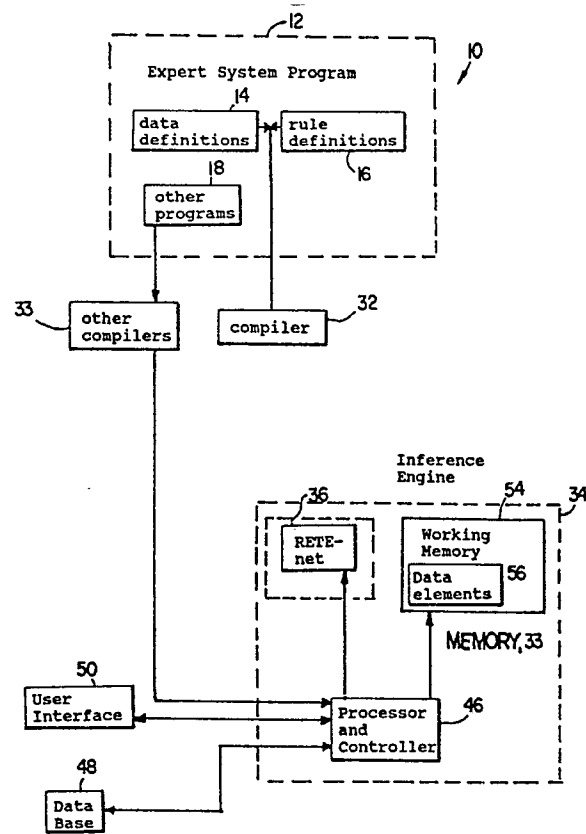 12
10
Expert System Program
14
data
definitions
rule
definitions
16
18
other
programs
33
other
compilers
compiler
32
Inference
Engine
34
36
RETE-
net
54
Working
Memory
Data
elements
56
MEMORY, 33
50
User
Interface
Processor
and
Controller
46
48
Data
Base